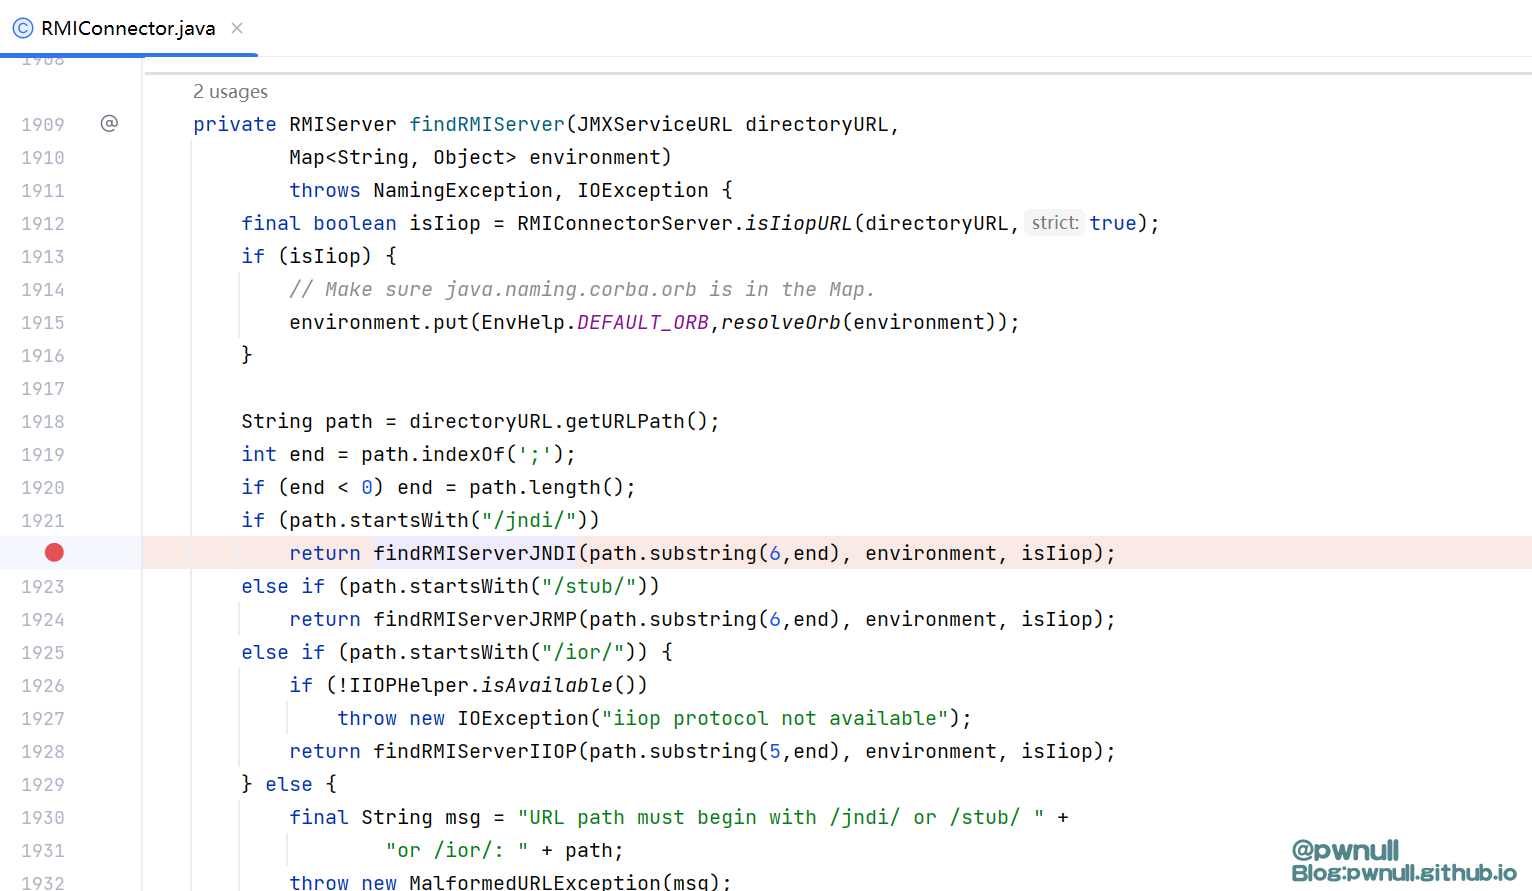 RMIConnector.java
1908
2 usages
1909 @ private RMIServer findRMIServer(JMXServiceURL directoryURL,
1910 Map<String, Object> environment)
1911 throws NamingException, IOException {
1912 final boolean isIiop = RMIConnectorServer.isIiopURL(directoryURL, strict: true);
1913 if (isIiop) {
1914 // Make sure java.naming.corba.orb is in the Map.
1915 environment.put(EnvHelp.DEFAULT_ORB,resolveOrb(environment));
1916 }
1917
1918 String path = directoryURL.getURLPath();
1919 int end = path.indexOf(';');
1920 if (end < 0) end = path.length();
1921 if (path.startsWith("/jndi/"))
return findRMIServerJNDI(path.substring(6,end), environment, isIiop);
1923 else if (path.startsWith("/stub/"))
1924 return findRMIServerJRMP(path.substring(6,end), environment, isIiop);
1925 else if (path.startsWith("/ior/")) {
1926 if (!IIOPHelper.isAvailable())
1927 throw new IOException("iiop protocol not available");
1928 return findRMIServerIIOP(path.substring(5,end), environment, isIiop);
1929 } else {
1930 final String msg = "URL path must begin with /jndi/ or /stub/ " +
1931 "or /ior/: " + path;
1932 throw new MalformedURLException(msg);
@pwnull
Blog:pwnull.github.io